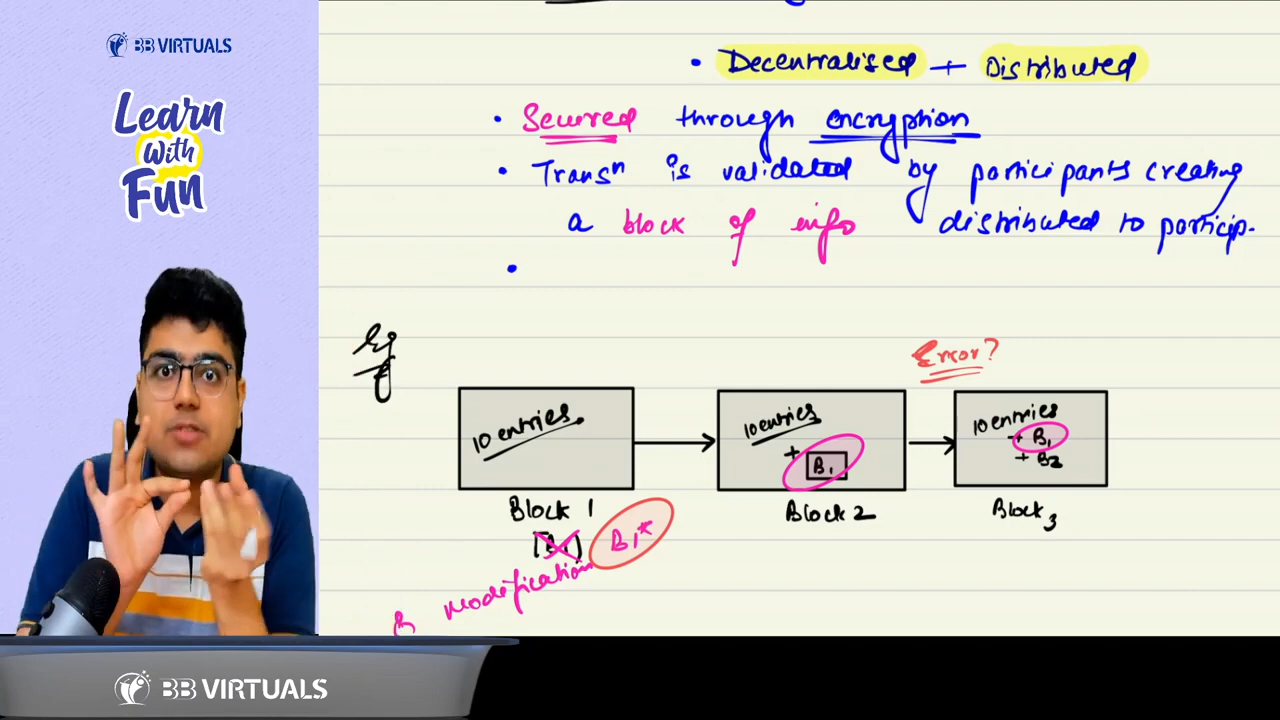 BB VIRTUALS
Learn
With
Fun
• Decentralised + Distributed
• Secured through encryption
• Transⁿ is validated by participants creating
a block of info distributed to particip.
•
Eg
Error?
10 entries
10 entries
+ B1
10 entries
+ B1
+ B2
Block 1
Block 2
Block 3
[B1] B1*
modification
BB VIRTUALS